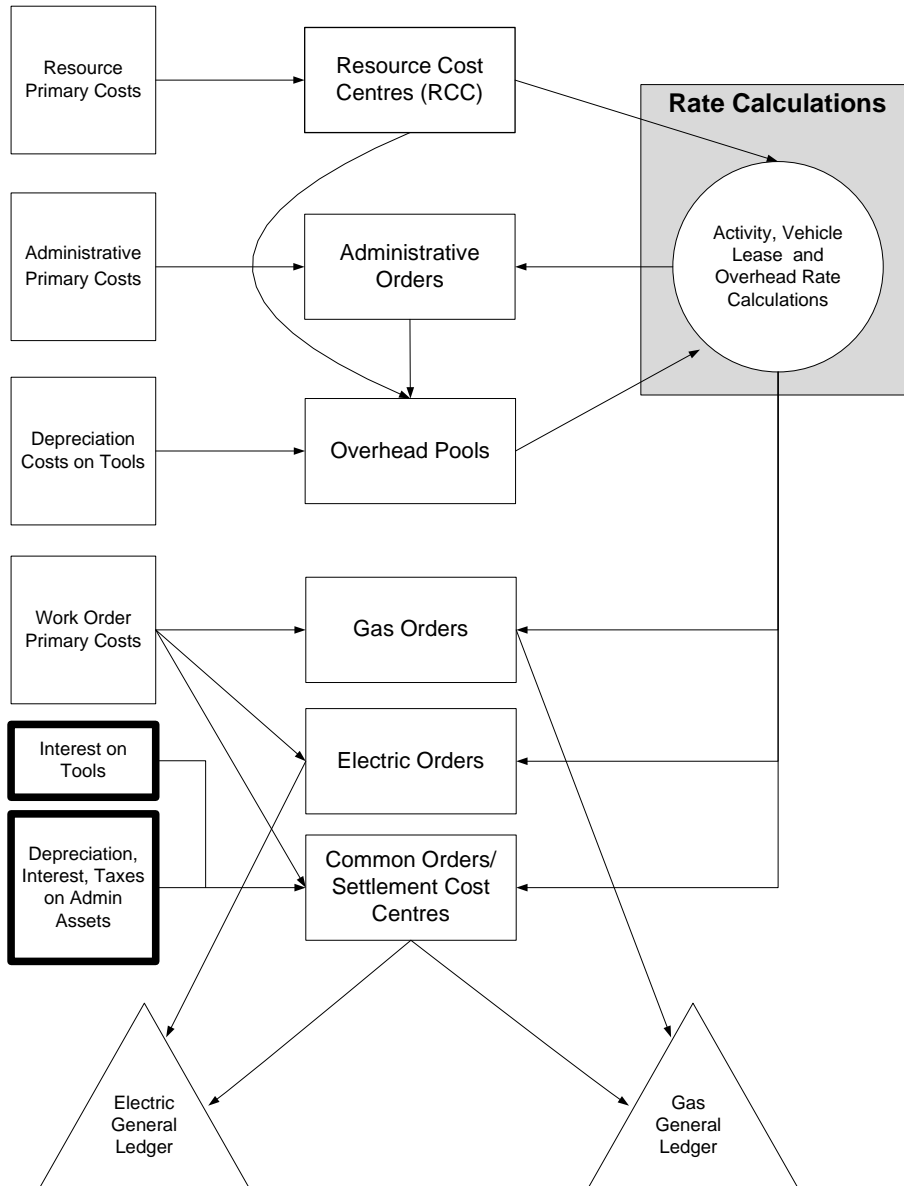 Resource
Primary Costs
Resource Cost
Centres (RCC)
Rate Calculations
Administrative
Primary Costs
Administrative
Orders
Activity, Vehicle
Lease and
Overhead Rate
Calculations
Depreciation
Costs on Tools
Overhead Pools
Work Order
Primary Costs
Gas Orders
Interest on
Tools
Electric Orders
Depreciation,
Interest, Taxes
on Admin
Assets
Common Orders/
Settlement Cost
Centres
Electric
General
Ledger
Gas
General
Ledger